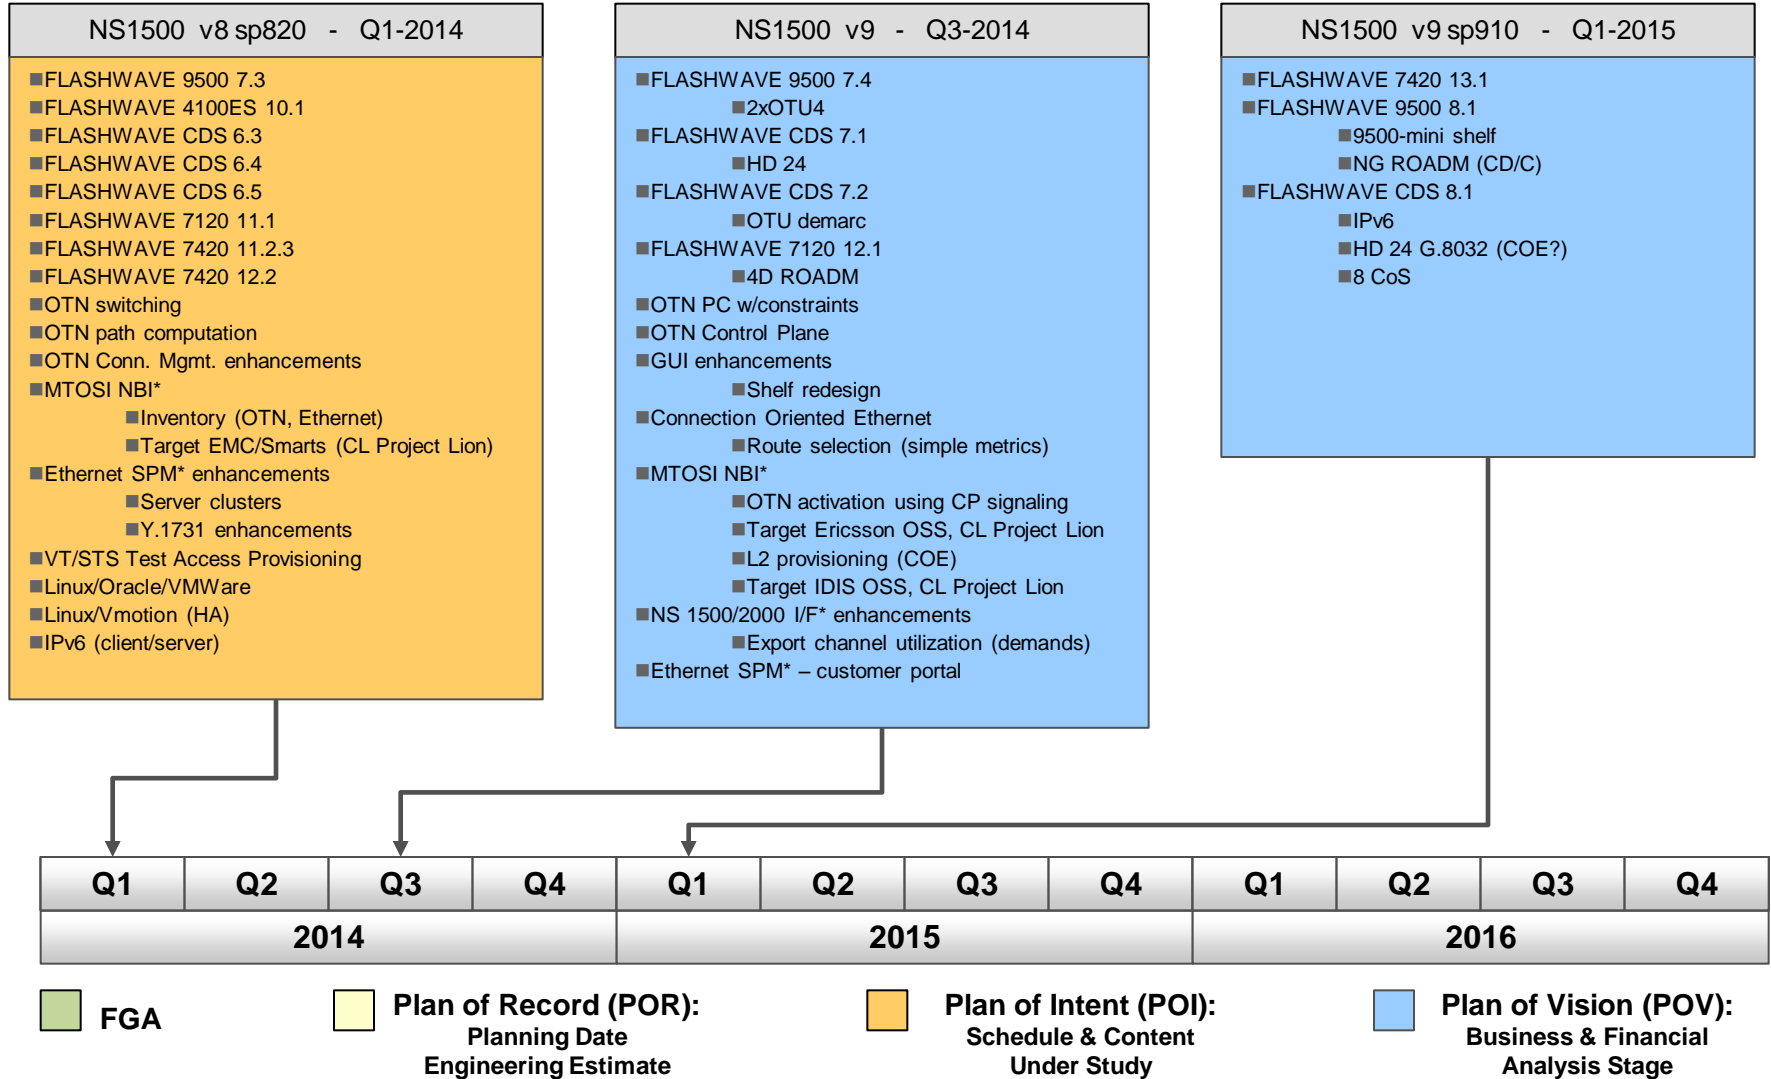 NS1500 v8 sp820 - Q1-2014
FLASHWAVE 9500 7.3
FLASHWAVE 4100ES 10.1
FLASHWAVE CDS 6.3
FLASHWAVE CDS 6.4
FLASHWAVE CDS 6.5
FLASHWAVE 7120 11.1
FLASHWAVE 7420 11.2.3
FLASHWAVE 7420 12.2
OTN switching
OTN path computation
OTN Conn. Mgmt. enhancements
MTOSI NBI*
Inventory (OTN, Ethernet)
Target EMC/Smarts (CL Project Lion)
Ethernet SPM* enhancements
Server clusters
Y.1731 enhancements
VT/STS Test Access Provisioning
Linux/Oracle/VMWare
Linux/Vmotion (HA)
IPv6 (client/server)
NS1500 v9 - Q3-2014
FLASHWAVE 9500 7.4
2xOTU4
FLASHWAVE CDS 7.1
HD 24
FLASHWAVE CDS 7.2
OTU demarc
FLASHWAVE 7120 12.1
4D ROADM
OTN PC w/constraints
OTN Control Plane
GUI enhancements
Shelf redesign
Connection Oriented Ethernet
Route selection (simple metrics)
MTOSI NBI*
OTN activation using CP signaling
Target Ericsson OSS, CL Project Lion
L2 provisioning (COE)
Target IDIS OSS, CL Project Lion
NS 1500/2000 I/F* enhancements
Export channel utilization (demands)
Ethernet SPM* – customer portal
NS1500 v9 sp910 - Q1-2015
FLASHWAVE 7420 13.1
FLASHWAVE 9500 8.1
9500-mini shelf
NG ROADM (CD/C)
FLASHWAVE CDS 8.1
IPv6
HD 24 G.8032 (COE?)
8 CoS
Q1 Q2 Q3 Q4 Q1 Q2 Q3 Q4 Q1 Q2 Q3 Q4
2014 2015 2016
FGA
Plan of Record (POR):
Planning Date
Engineering Estimate
Plan of Intent (POI):
Schedule & Content
Under Study
Plan of Vision (POV):
Business & Financial
Analysis Stage